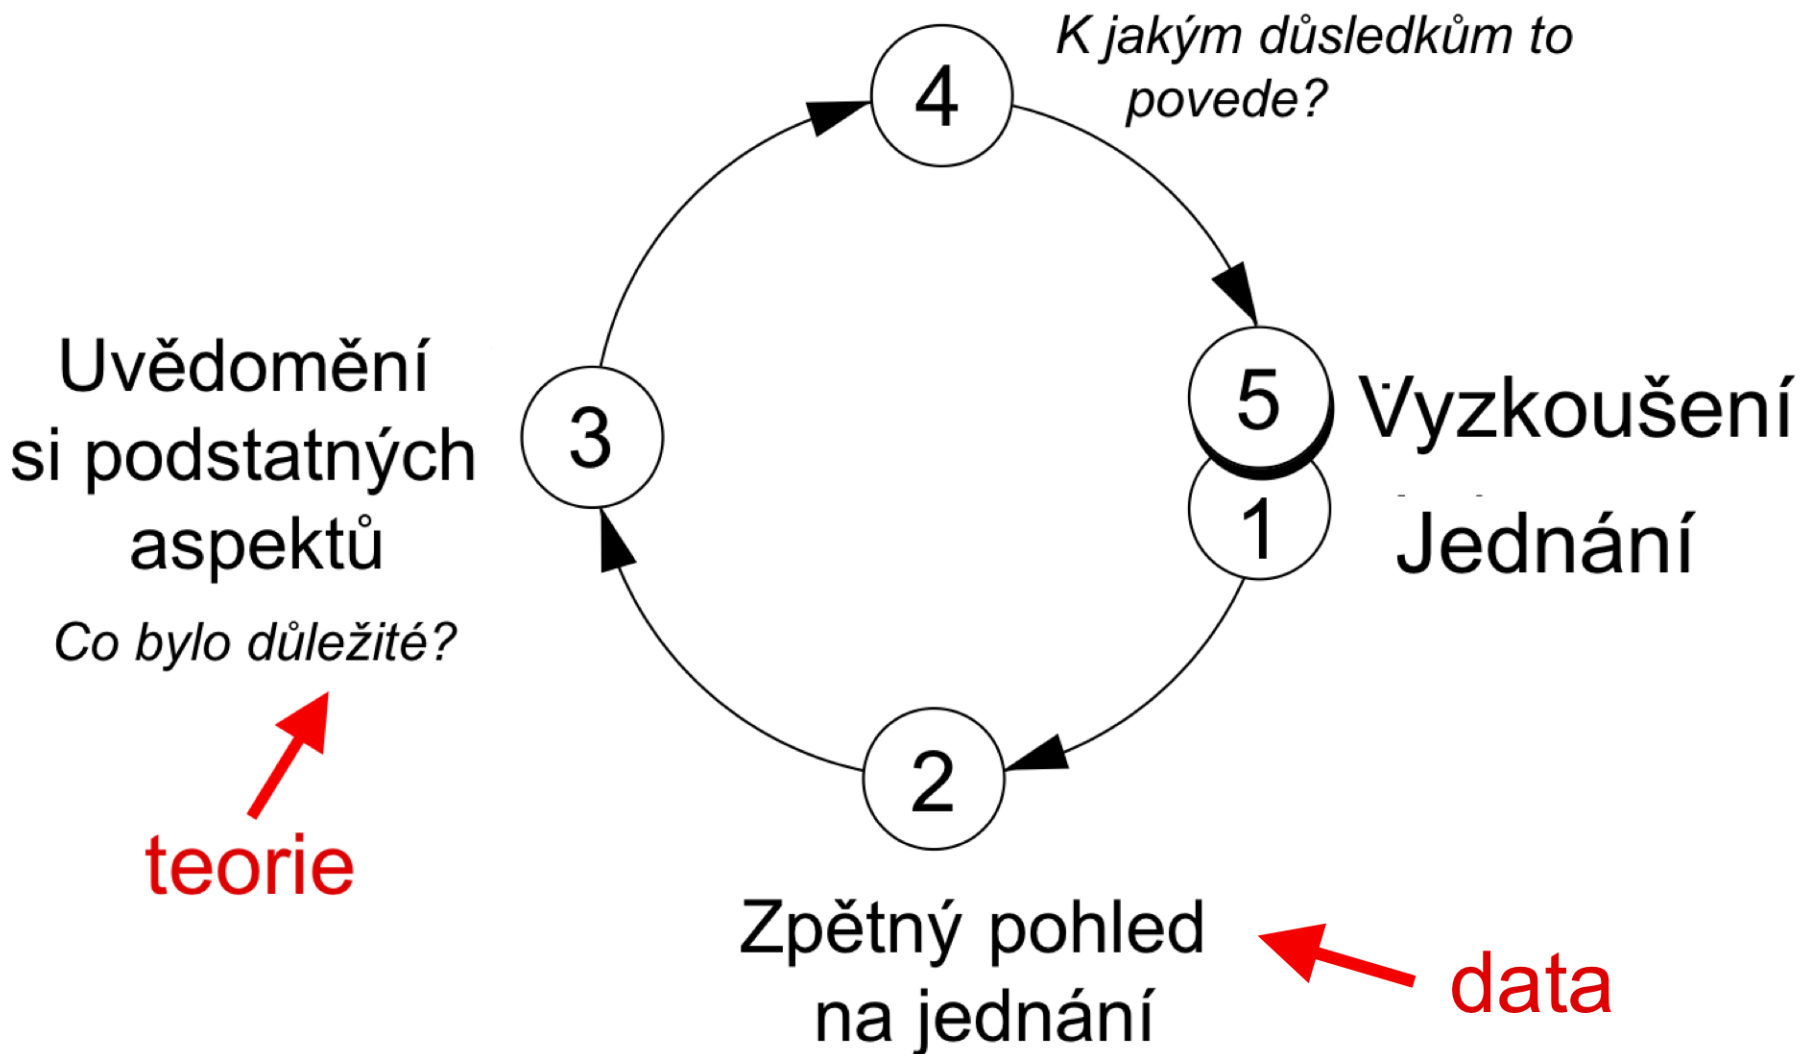 4
K jakým důsledkům to
povede?
5
Vyzkoušení
1
Jednání
Uvědomění
si podstatných
aspektů
3
Co bylo důležité?
teorie
2
Zpětný pohled
na jednání
data